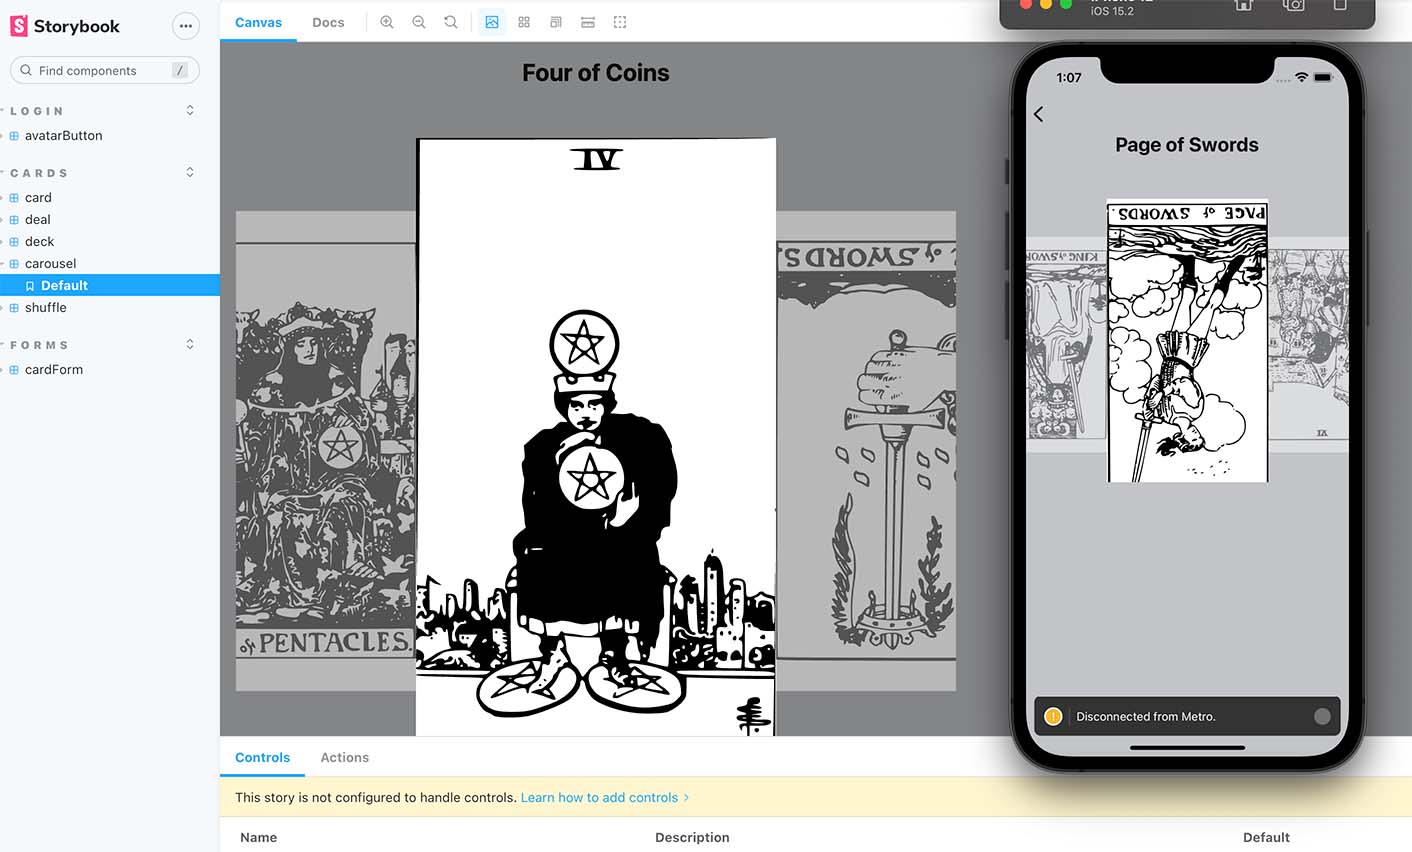 Storybook
Find components
/
LOGIN
avatarButton
CARDS
card
deal
deck
carousel
Default
shuffle
FORMS
cardForm
Canvas
Docs
Four of Coins
IV
of PENTACLES.
of SWORDS
Controls
Actions
This story is not configured to handle controls. Learn how to add controls
Name
Description
Default
iOS 15.2
1:07
Page of Swords
PAGE of SWORDS.
KING of SWOR
VI
Disconnected from Metro.